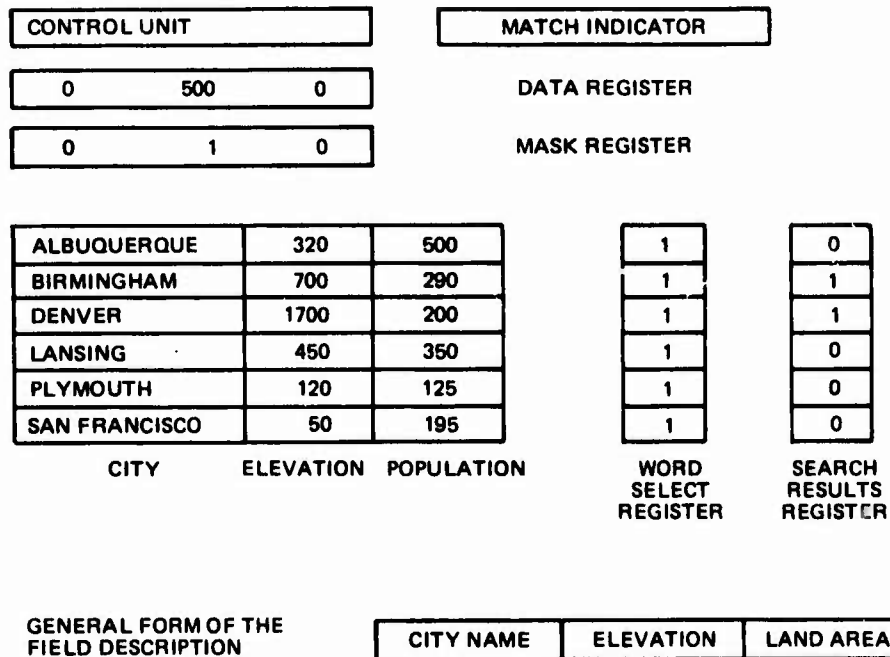 CONTROL UNIT MATCH INDICATOR
0 500 0 DATA REGISTER
0 1 0 MASK REGISTER
ALBUQUERQUE 320 500 1 0
BIRMINGHAM 700 290 1 1
DENVER 1700 200 1 1
LANSING 450 350 1 0
PLYMOUTH 120 125 1 0
SAN FRANCISCO 50 195 1 0
CITY ELEVATION POPULATION WORD SEARCH
SELECT RESULTS
REGISTER REGISTER
GENERAL FORM OF THE
FIELD DESCRIPTION CITY NAME ELEVATION LAND AREA